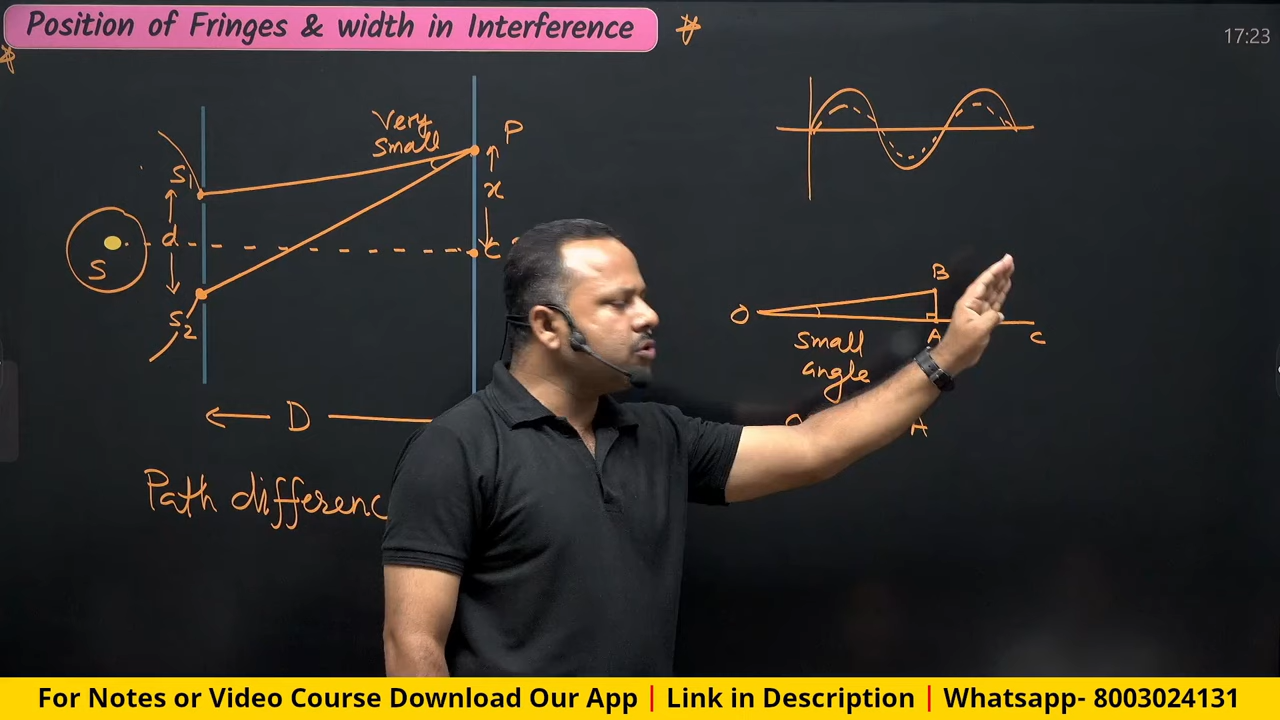 Position of Fringes & width in Interference
17:23
Very
small
P
S1
x
d
S
C
S2
D
Path differenc
B
O
A
C
small
angle
O
A
For Notes or Video Course Download Our App | Link in Description | Whatsapp- 8003024131